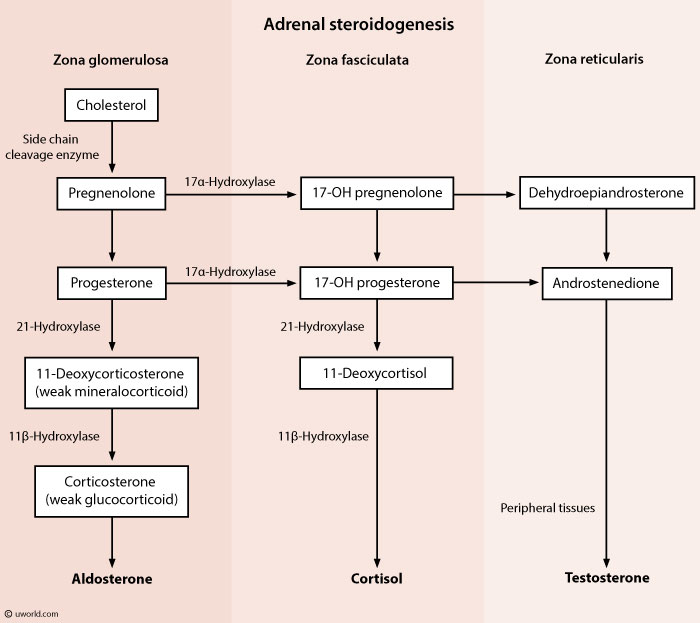 Adrenal steroidogenesis
Zona glomerulosa
Zona fasciculata
Zona reticularis
Cholesterol
Side chain
cleavage enzyme
Pregnenolone
17α-Hydroxylase
17-OH pregnenolone
Dehydroepiandrosterone
Progesterone
17α-Hydroxylase
17-OH progesterone
Androstenedione
21-Hydroxylase
21-Hydroxylase
11-Deoxycorticosterone
(weak mineralocorticoid)
11-Deoxycortisol
11β-Hydroxylase
11β-Hydroxylase
Corticosterone
(weak glucocorticoid)
Peripheral tissues
Aldosterone
Cortisol
Testosterone
© uworld.com